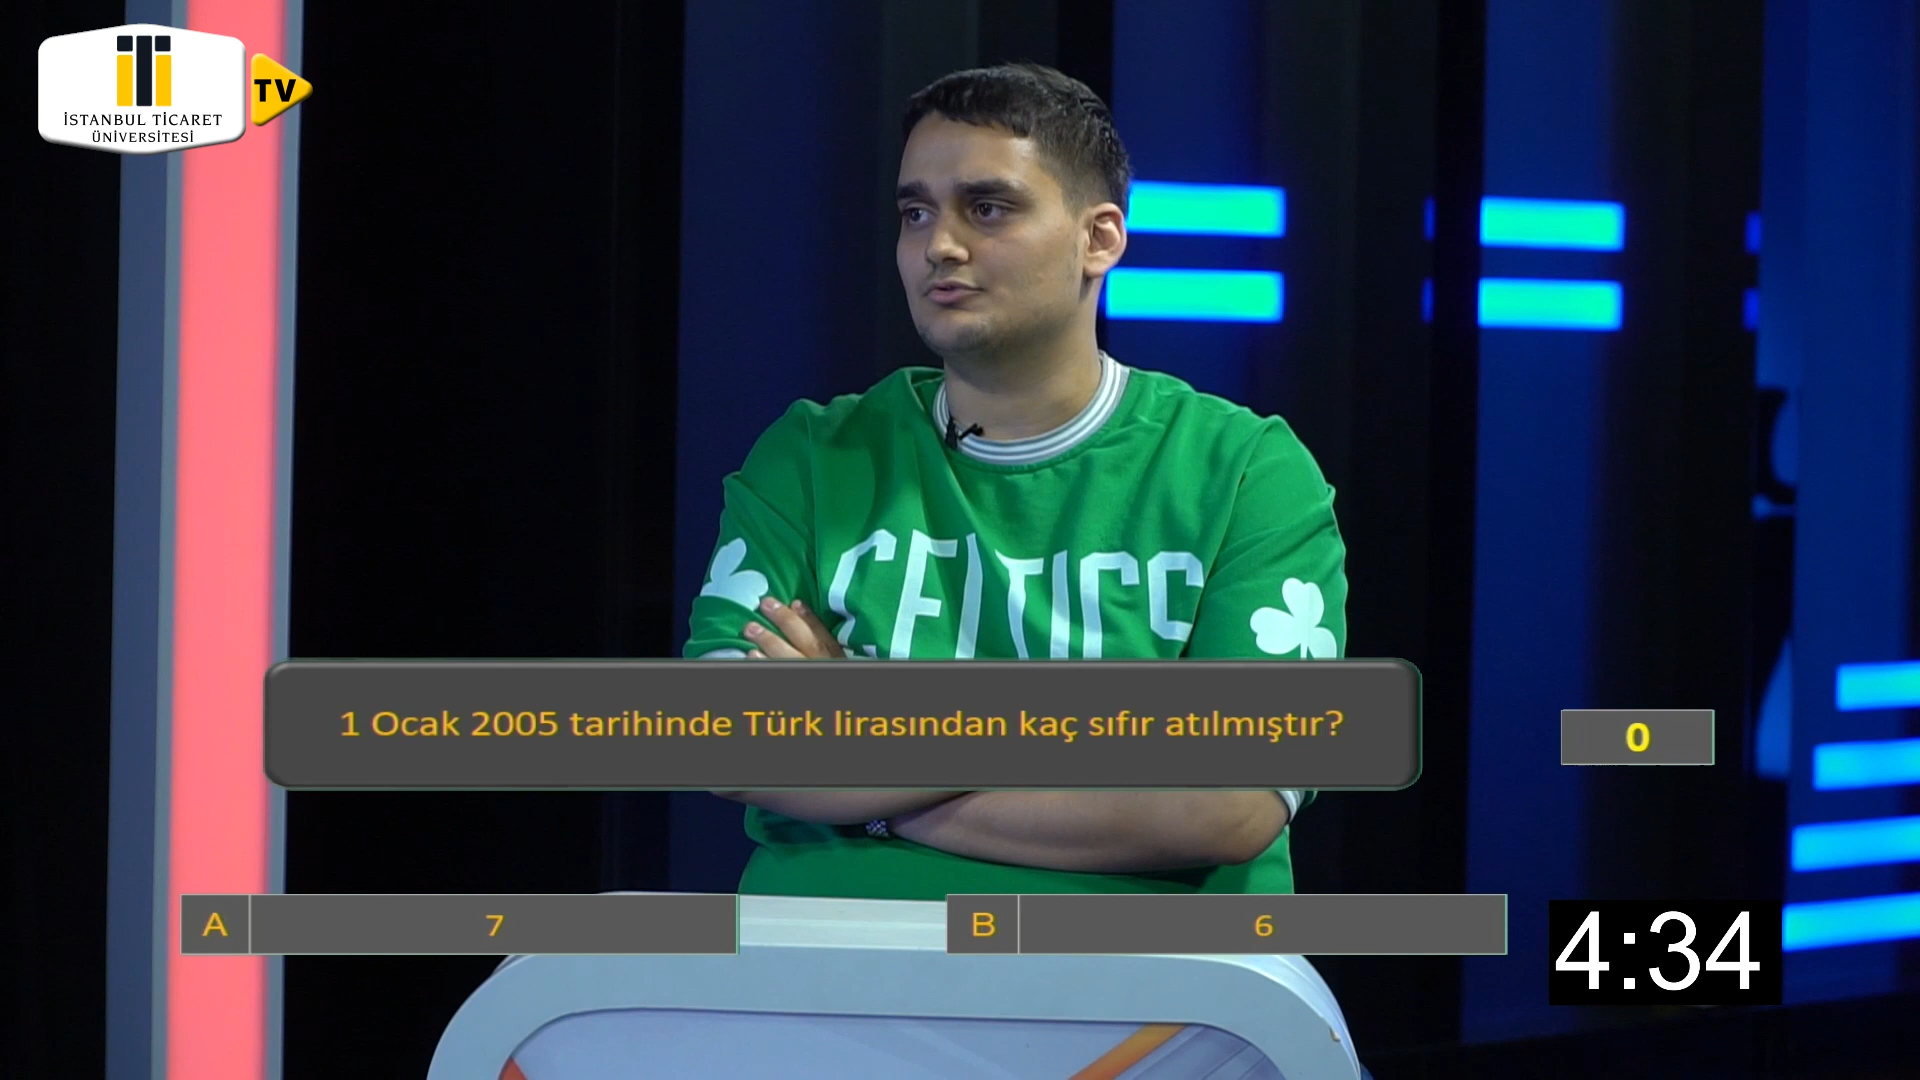 İSTANBUL TİCARET
ÜNİVERSİTESİ
TV
CELTICS
1 Ocak 2005 tarihinde Türk lirasından kaç sıfır atılmıştır?
0
A 7
B 6
4:34